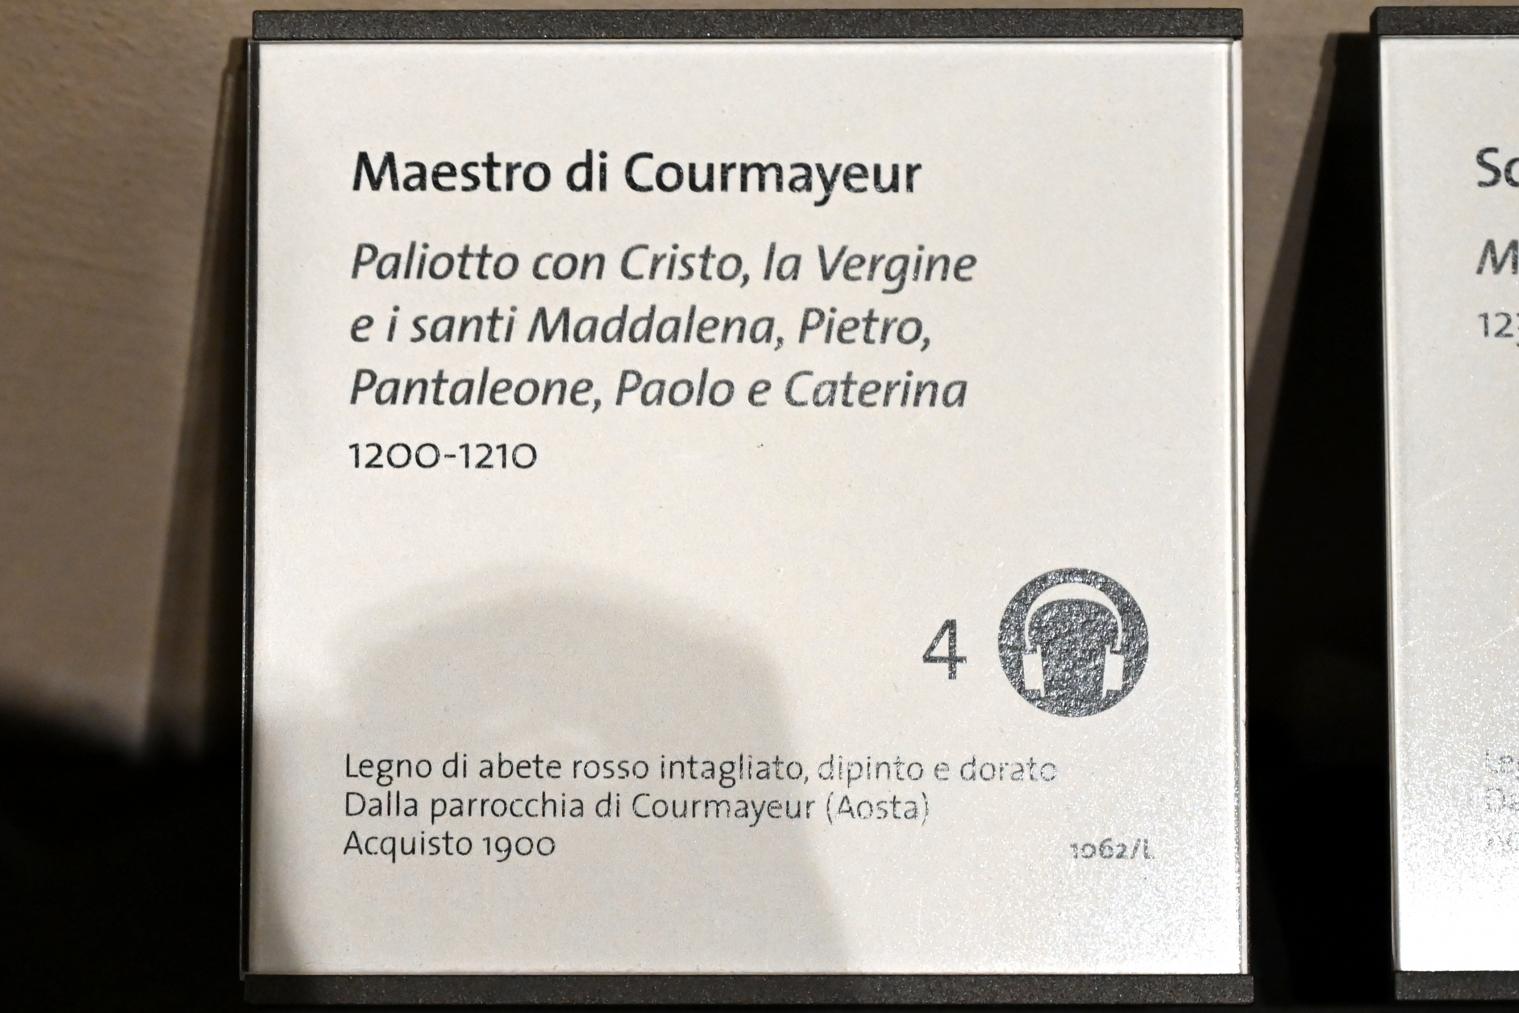 Maestro di Courmayeur
Paliotto con Cristo, la Vergine
e i santi Maddalena, Pietro,
Pantaleone, Paolo e Caterina
1200-1210
4
Legno di abete rosso intagliato, dipinto e dorato
Dalla parrocchia di Courmayeur (Aosta)
Acquisto 1900
1062/L